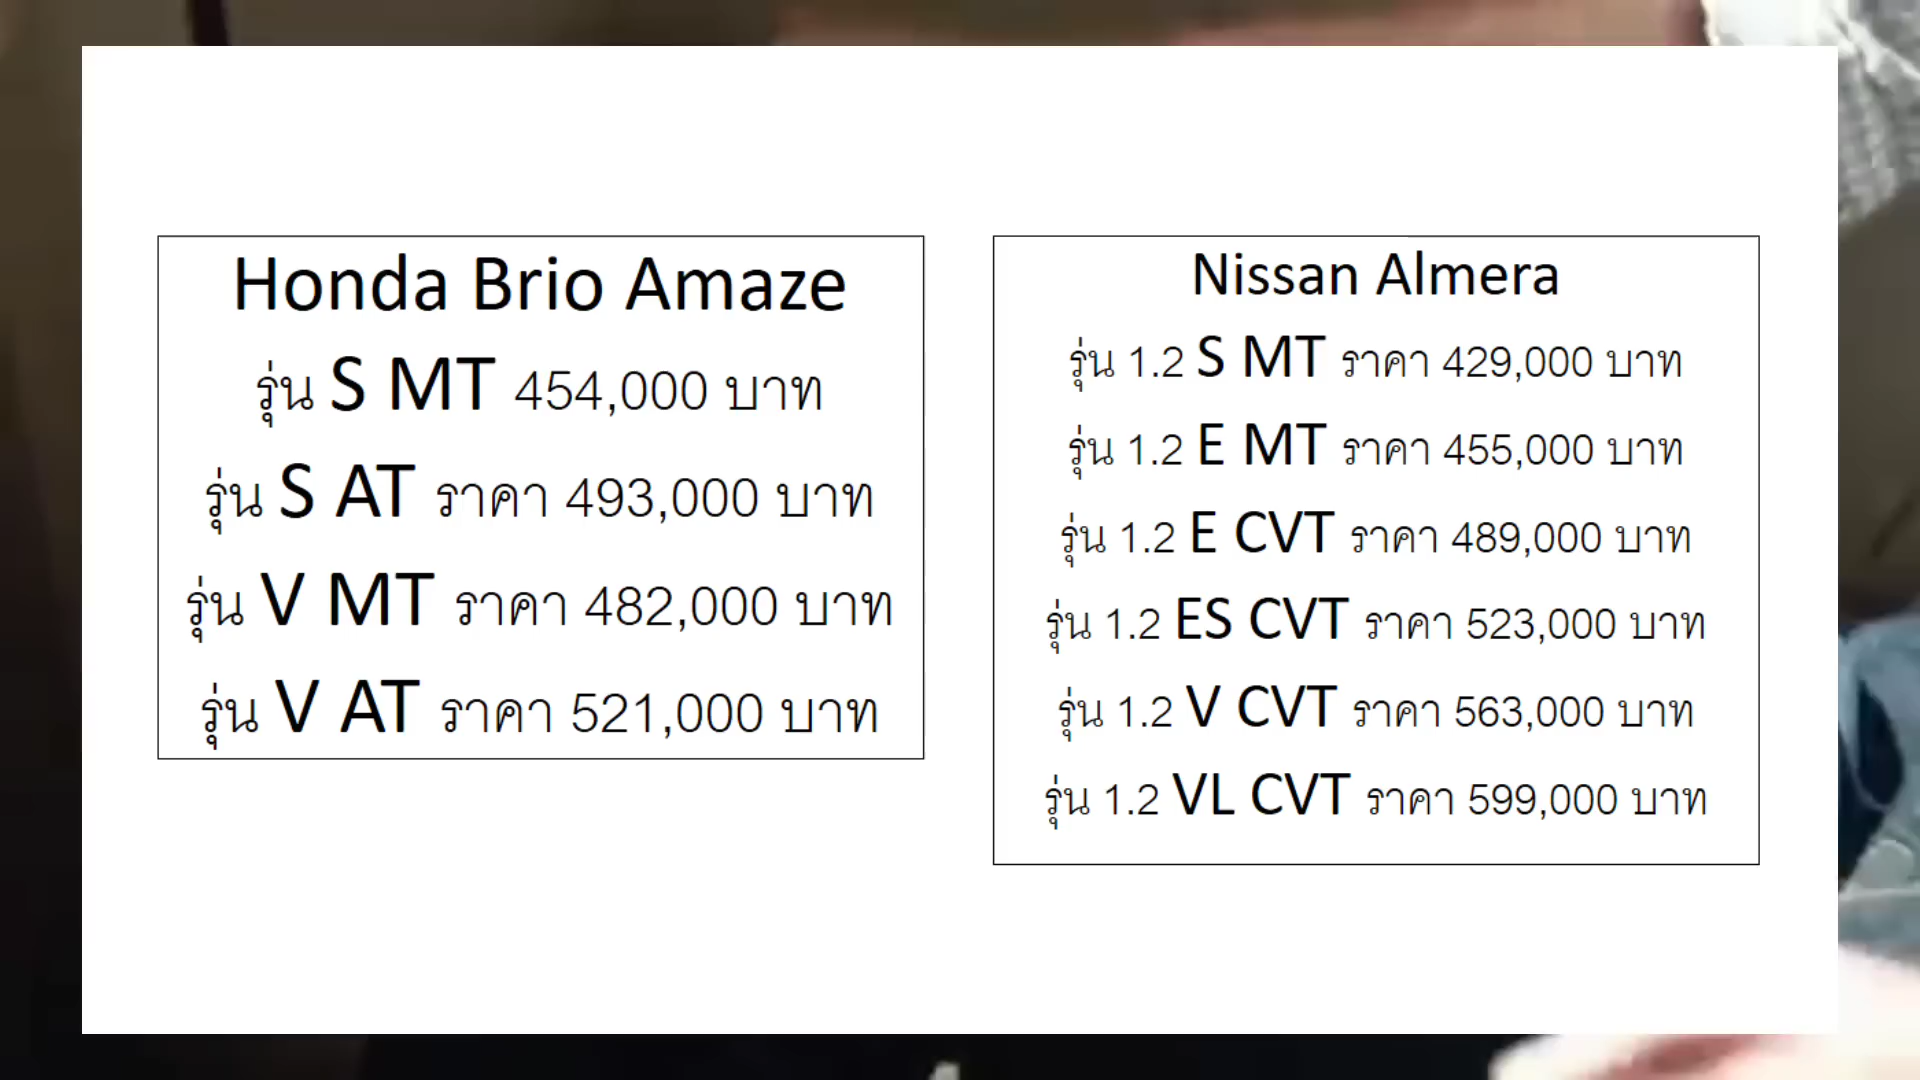 Honda Brio Amaze
รุ่น S MT 454,000 บาท
รุ่น S AT ราคา 493,000 บาท
รุ่น V MT ราคา 482,000 บาท
รุ่น V AT ราคา 521,000 บาท
Nissan Almera
รุ่น 1.2 S MT ราคา 429,000 บาท
รุ่น 1.2 E MT ราคา 455,000 บาท
รุ่น 1.2 E CVT ราคา 489,000 บาท
รุ่น 1.2 ES CVT ราคา 523,000 บาท
รุ่น 1.2 V CVT ราคา 563,000 บาท
รุ่น 1.2 VL CVT ราคา 599,000 บาท